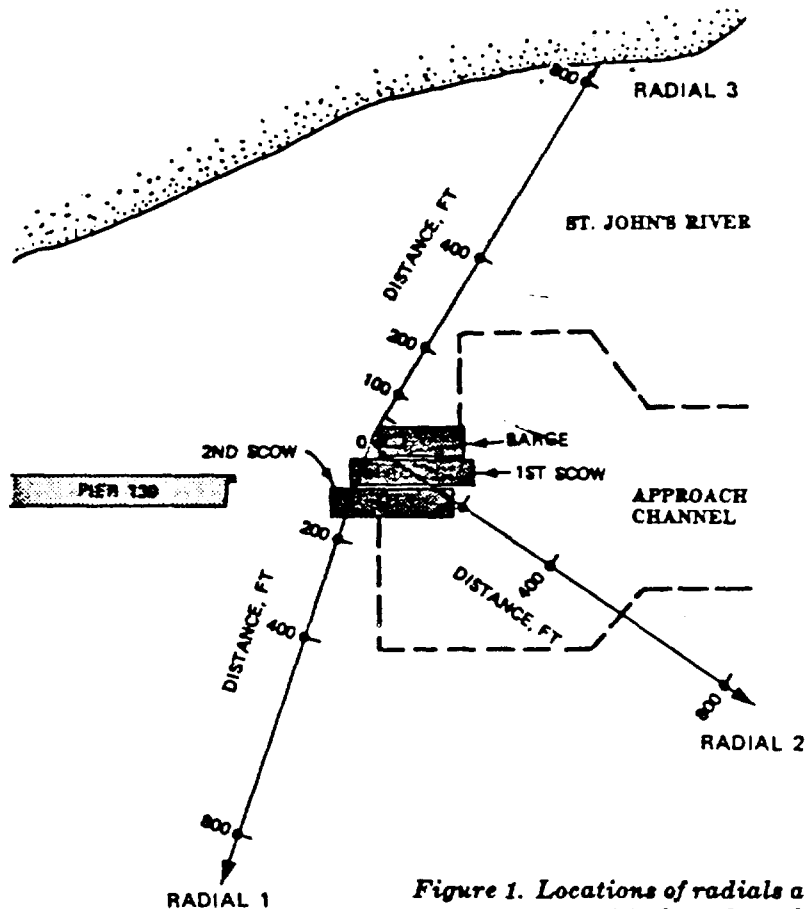 800
RADIAL 3
ST. JOHN'S RIVER
DISTANCE, FT
400
200
100
0
BARGE
2ND SCOW
1ST SCOW
PIER 139
APPROACH
CHANNEL
200
DISTANCE, FT
400
400
DISTANCE, FT
800
RADIAL 2
800
RADIAL 1
Figure 1. Locations of radials a